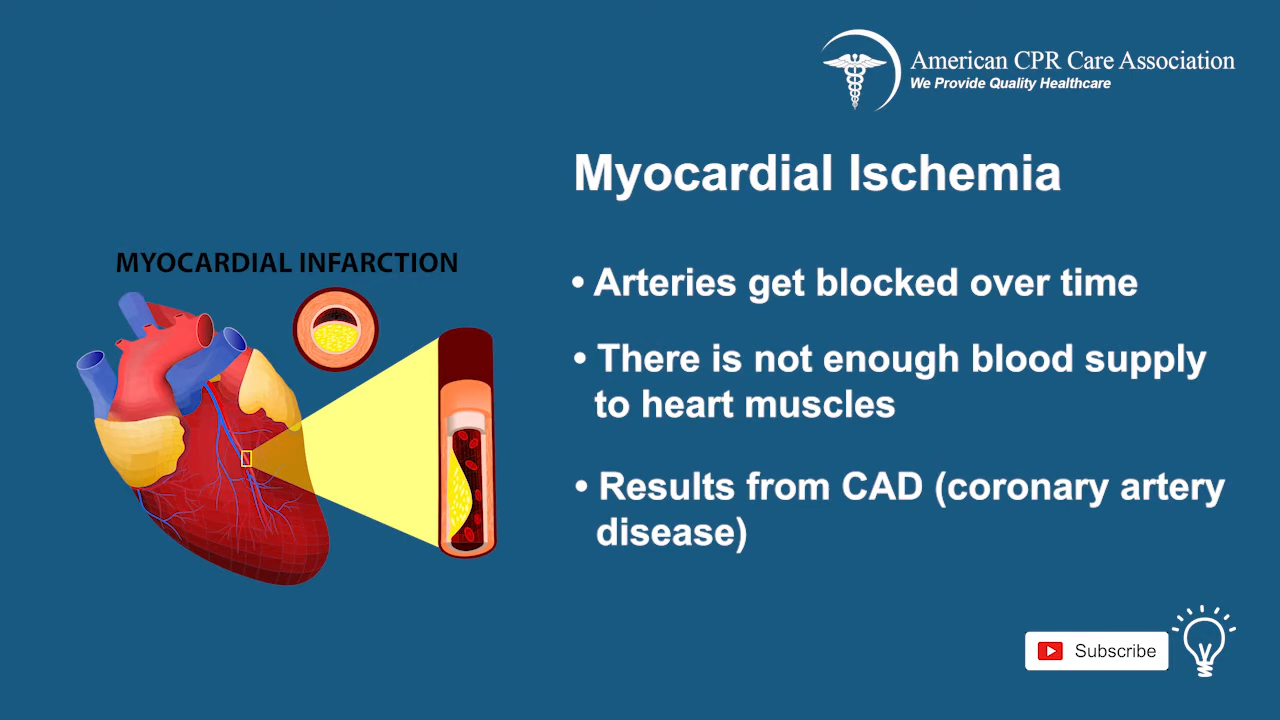 American CPR Care Association
We Provide Quality Healthcare
Myocardial Ischemia
MYOCARDIAL INFARCTION
• Arteries get blocked over time
• There is not enough blood supply
to heart muscles
• Results from CAD (coronary artery
disease)
Subscribe